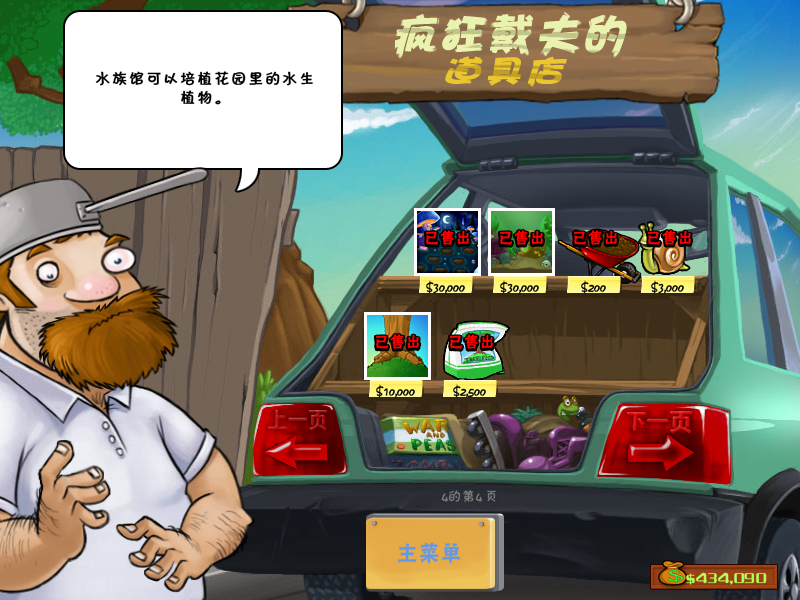 水族馆可以培植花园里的水生
植物。
疯狂戴夫的
道具店
已售出
已售出
已售出
已售出
$30,000
$30,000
$200
$3,000
已售出
已售出
$10,000
$2,500
上一页
WAR
AND
PEAS
下一页
4的第4 页
主菜单
$434,090